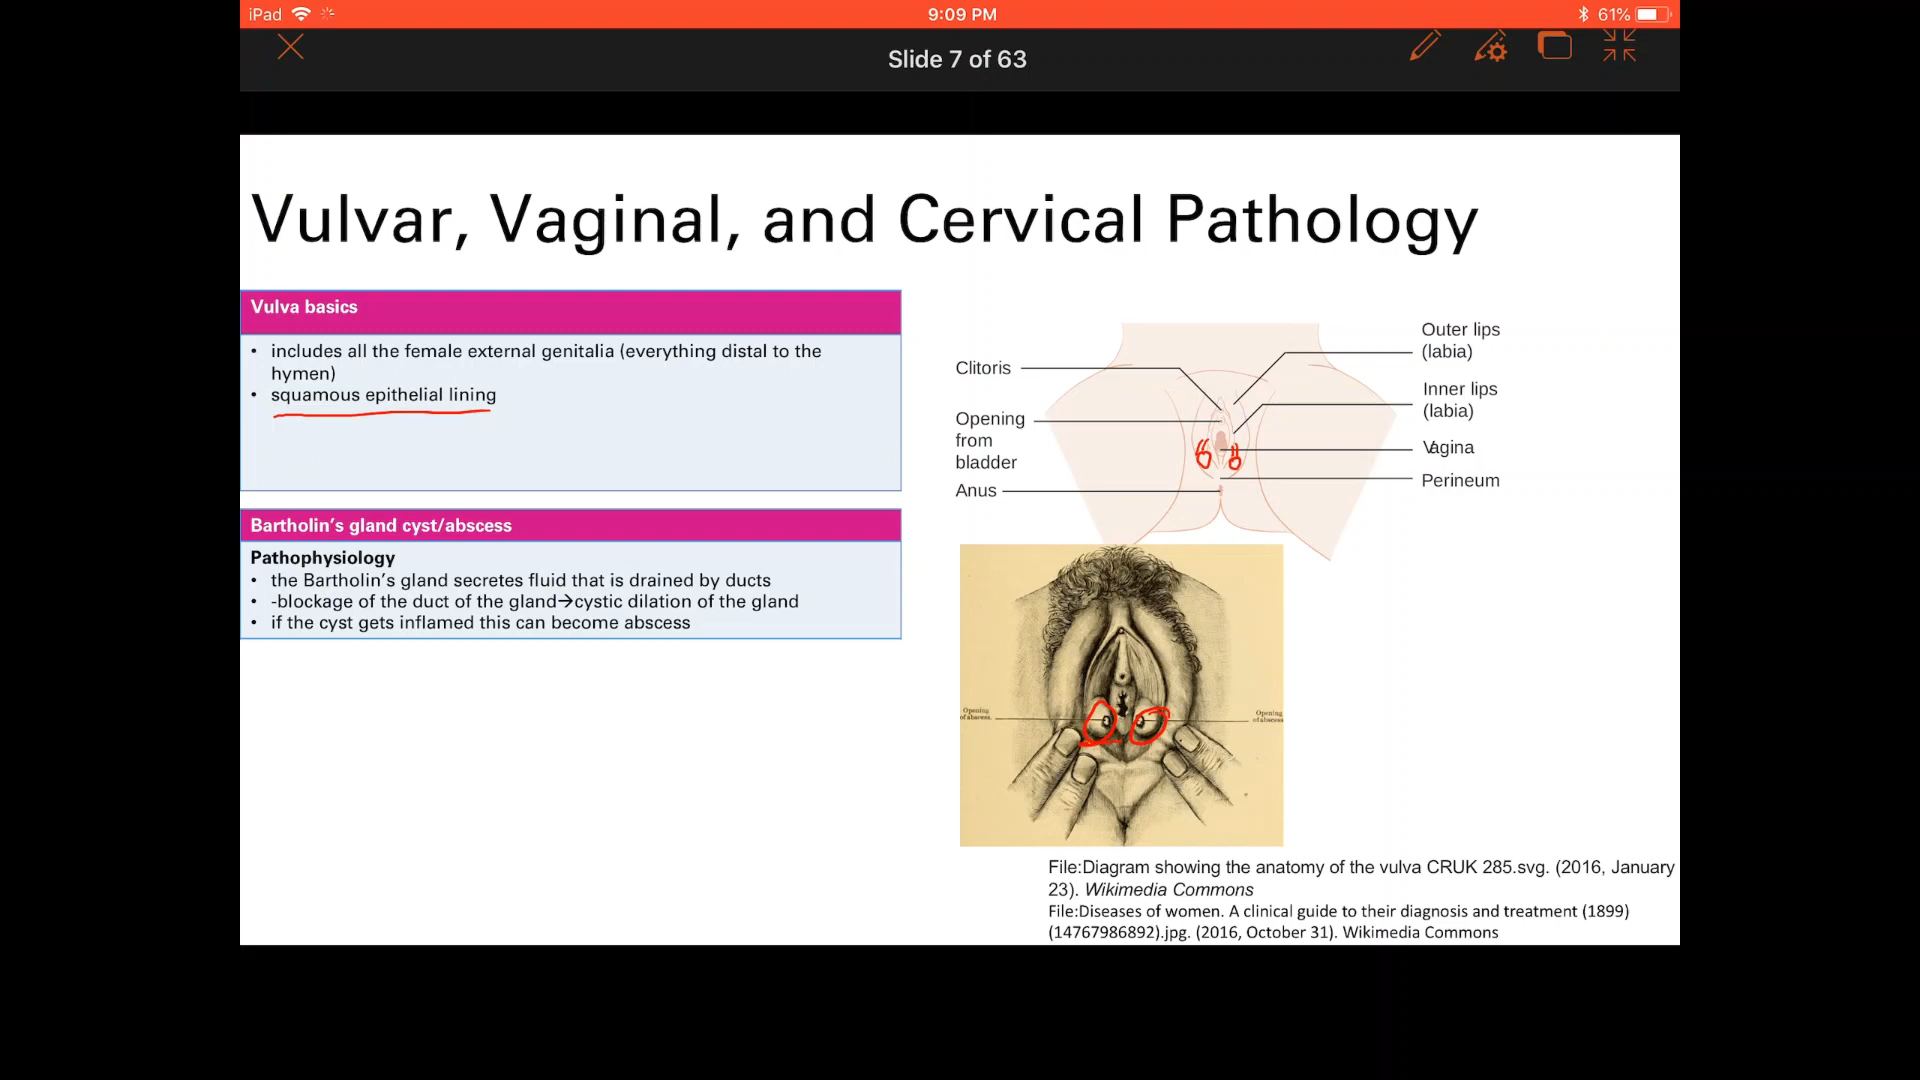 iPad
9:09 PM
61%
Slide 7 of 63
Vulvar, Vaginal, and Cervical Pathology
Vulva basics
• includes all the female external genitalia (everything distal to the
hymen)
• squamous epithelial lining
Bartholin's gland cyst/abscess
Pathophysiology
• the Bartholin's gland secretes fluid that is drained by ducts
• -blockage of the duct of the gland→cystic dilation of the gland
• if the cyst gets inflamed this can become abscess
Clitoris
Opening
from
bladder
Anus
Outer lips
(labia)
Inner lips
(labia)
Vagina
Perineum
Opening
of abscess.
Opening
of abscess
File:Diagram showing the anatomy of the vulva CRUK 285.svg. (2016, January
23). Wikimedia Commons
File:Diseases of women. A clinical guide to their diagnosis and treatment (1899)
(14767986892).jpg. (2016, October 31). Wikimedia Commons